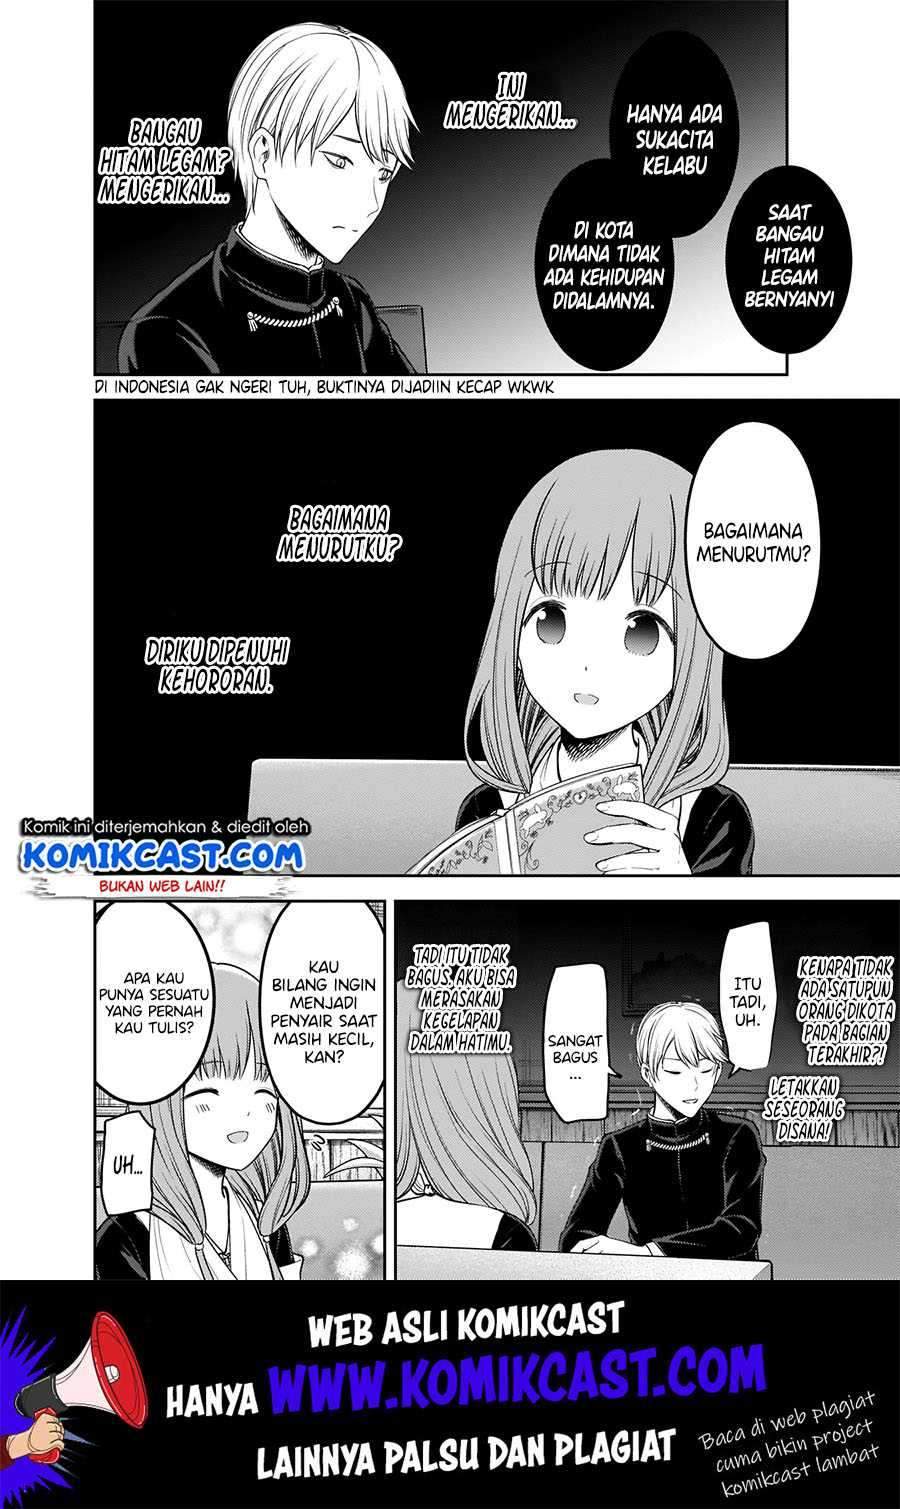 SAAT
BANGAU
HITAM
LEGAM
BERNYANYI
HANYA ADA
SUKACITA
KELABU
DI KOTA
DIMANA TIDAK
ADA KEHIDUPAN
DIDALAMNYA.
INI
MENGERIKAN...
BANGAU
HITAM LEGAM?
MENGERIKAN...
DI INDONESIA GAK NGERI TUH, BUKTINYA DIJADIIN KECAP WKWK
BAGAIMANA
MENURUTMU?
BAGAIMANA
MENURUTKU?
DIRIKU DIPENUHI
KEHORORAN.
Komik ini diterjemahkan & diedit oleh
KOMIKCAST.COM
BUKAN WEB LAIN!!
KENAPA TIDAK
ADA SATUPUN
ORANG DIKOTA
PADA BAGIAN
TERAKHIR?!
LETAKKAN
SESEORANG
DISANA!
ITU
TADI,
UH.
SANGAT
BAGUS
...
TADI ITU TIDAK
BAGUS. AKU BISA
MERASAKAN
KEGELAPAN
DALAM HATIMU.
KAU
BILANG INGIN
MENJADI
PENYAIR SAAT
MASIH KECIL,
KAN?
APA KAU
PUNYA SESUATU
YANG PERNAH
KAU TULIS?
UH...
WEB ASLI KOMIKCAST
HANYA WWW.KOMIKCAST.COM
LAINNYA PALSU DAN PLAGIAT
Baca di web plagiat
cuma bikin project
komikcast lambat